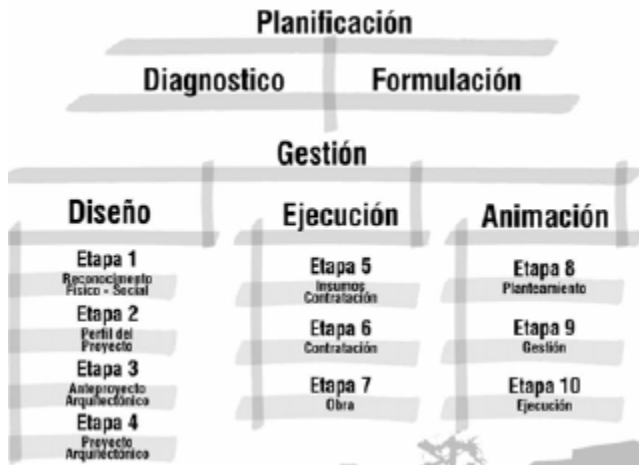 Planificación
Diagnostico
Formulación
Gestión
Diseño
Etapa 1
Reconocimento
Físico - Social
Etapa 2
Perfil del
Proyecto
Etapa 3
Anteproyecto
Arquitectónico
Etapa 4
Proyecto
Arquitectónico
Ejecución
Etapa 5
Insumos
Contratación
Etapa 6
Contratación
Etapa 7
Obra
Animación
Etapa 8
Planteamiento
Etapa 9
Gestión
Etapa 10
Ejecución